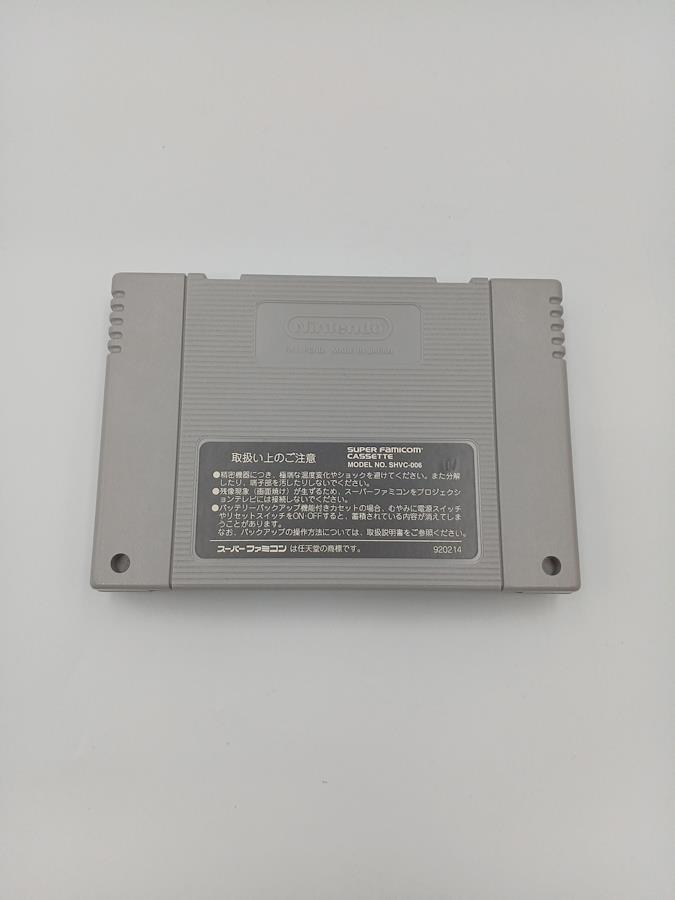 Nintendo
取扱い上のご注意
SUPER FAMICOM
CASSETTE
MODEL NO. SHVC-006
●精密機器につき、極端な温度変化やショックを避けてください。また分解
したり、端子部を汚したりしないでください。
●残像現象（画面焼け）が生ずるため、スーパーファミコンをプロジェクシ
ョンテレビには接続しないでください。
●バッテリーバックアップ機能付きカセットの場合、むやみに電源スイッチ
やリセットスイッチをON・OFFすると、蓄積されている内容が消えてしま
うことがあります。
なお、バックアップの操作方法については、取扱説明書をご参照ください。
スーパーファミコン は任天堂の商標です。
920214